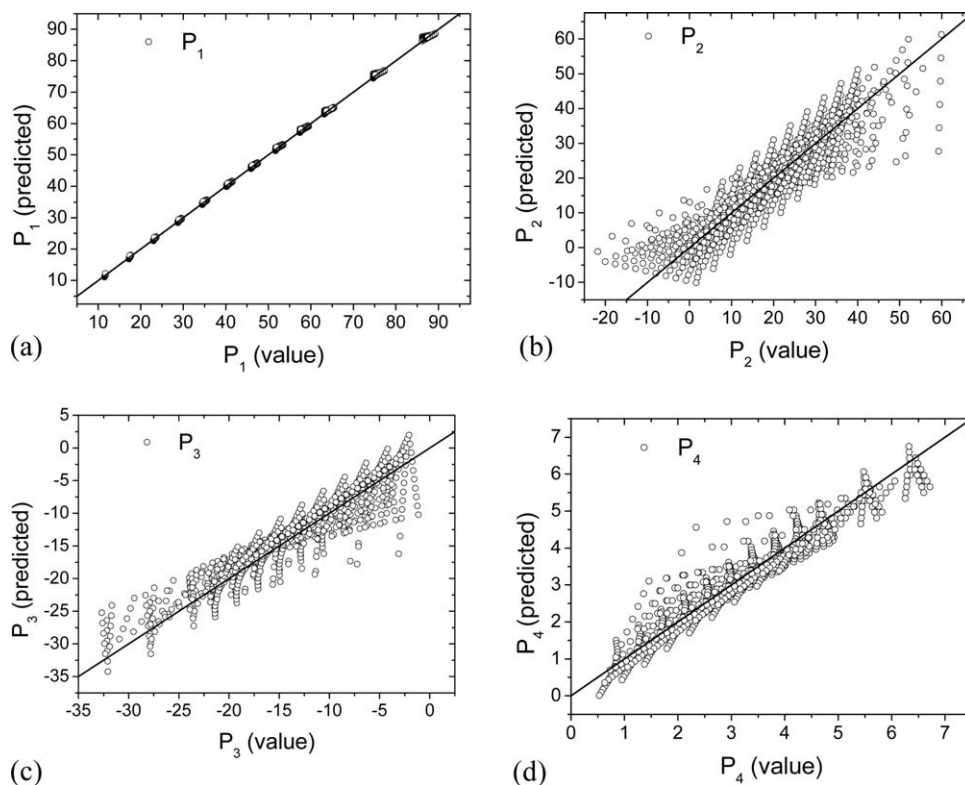 P1
P1 (predicted)
90
80
70
60
50
40
30
20
10
10 20 30 40 50 60 70 80 90
P1 (value)
(a)
P2
P2 (predicted)
60
50
40
30
20
10
0
-10
-20 -10 0 10 20 30 40 50 60
P2 (value)
(b)
P3
P3 (predicted)
5
0
-5
-10
-15
-20
-25
-30
-35
-35 -30 -25 -20 -15 -10 -5 0
P3 (value)
(c)
P4
P4 (predicted)
7
6
5
4
3
2
1
0
0 1 2 3 4 5 6 7
P4 (value)
(d)